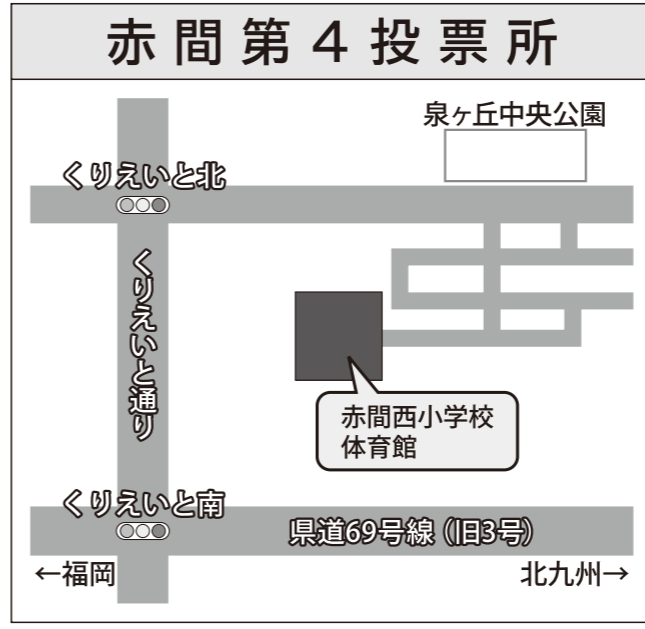 赤間第4投票所
泉ヶ丘中央公園
くりえいと北
くりえいと通り
赤間西小学校
体育館
くりえいと南
県道69号線(旧3号)
←福岡
北九州→